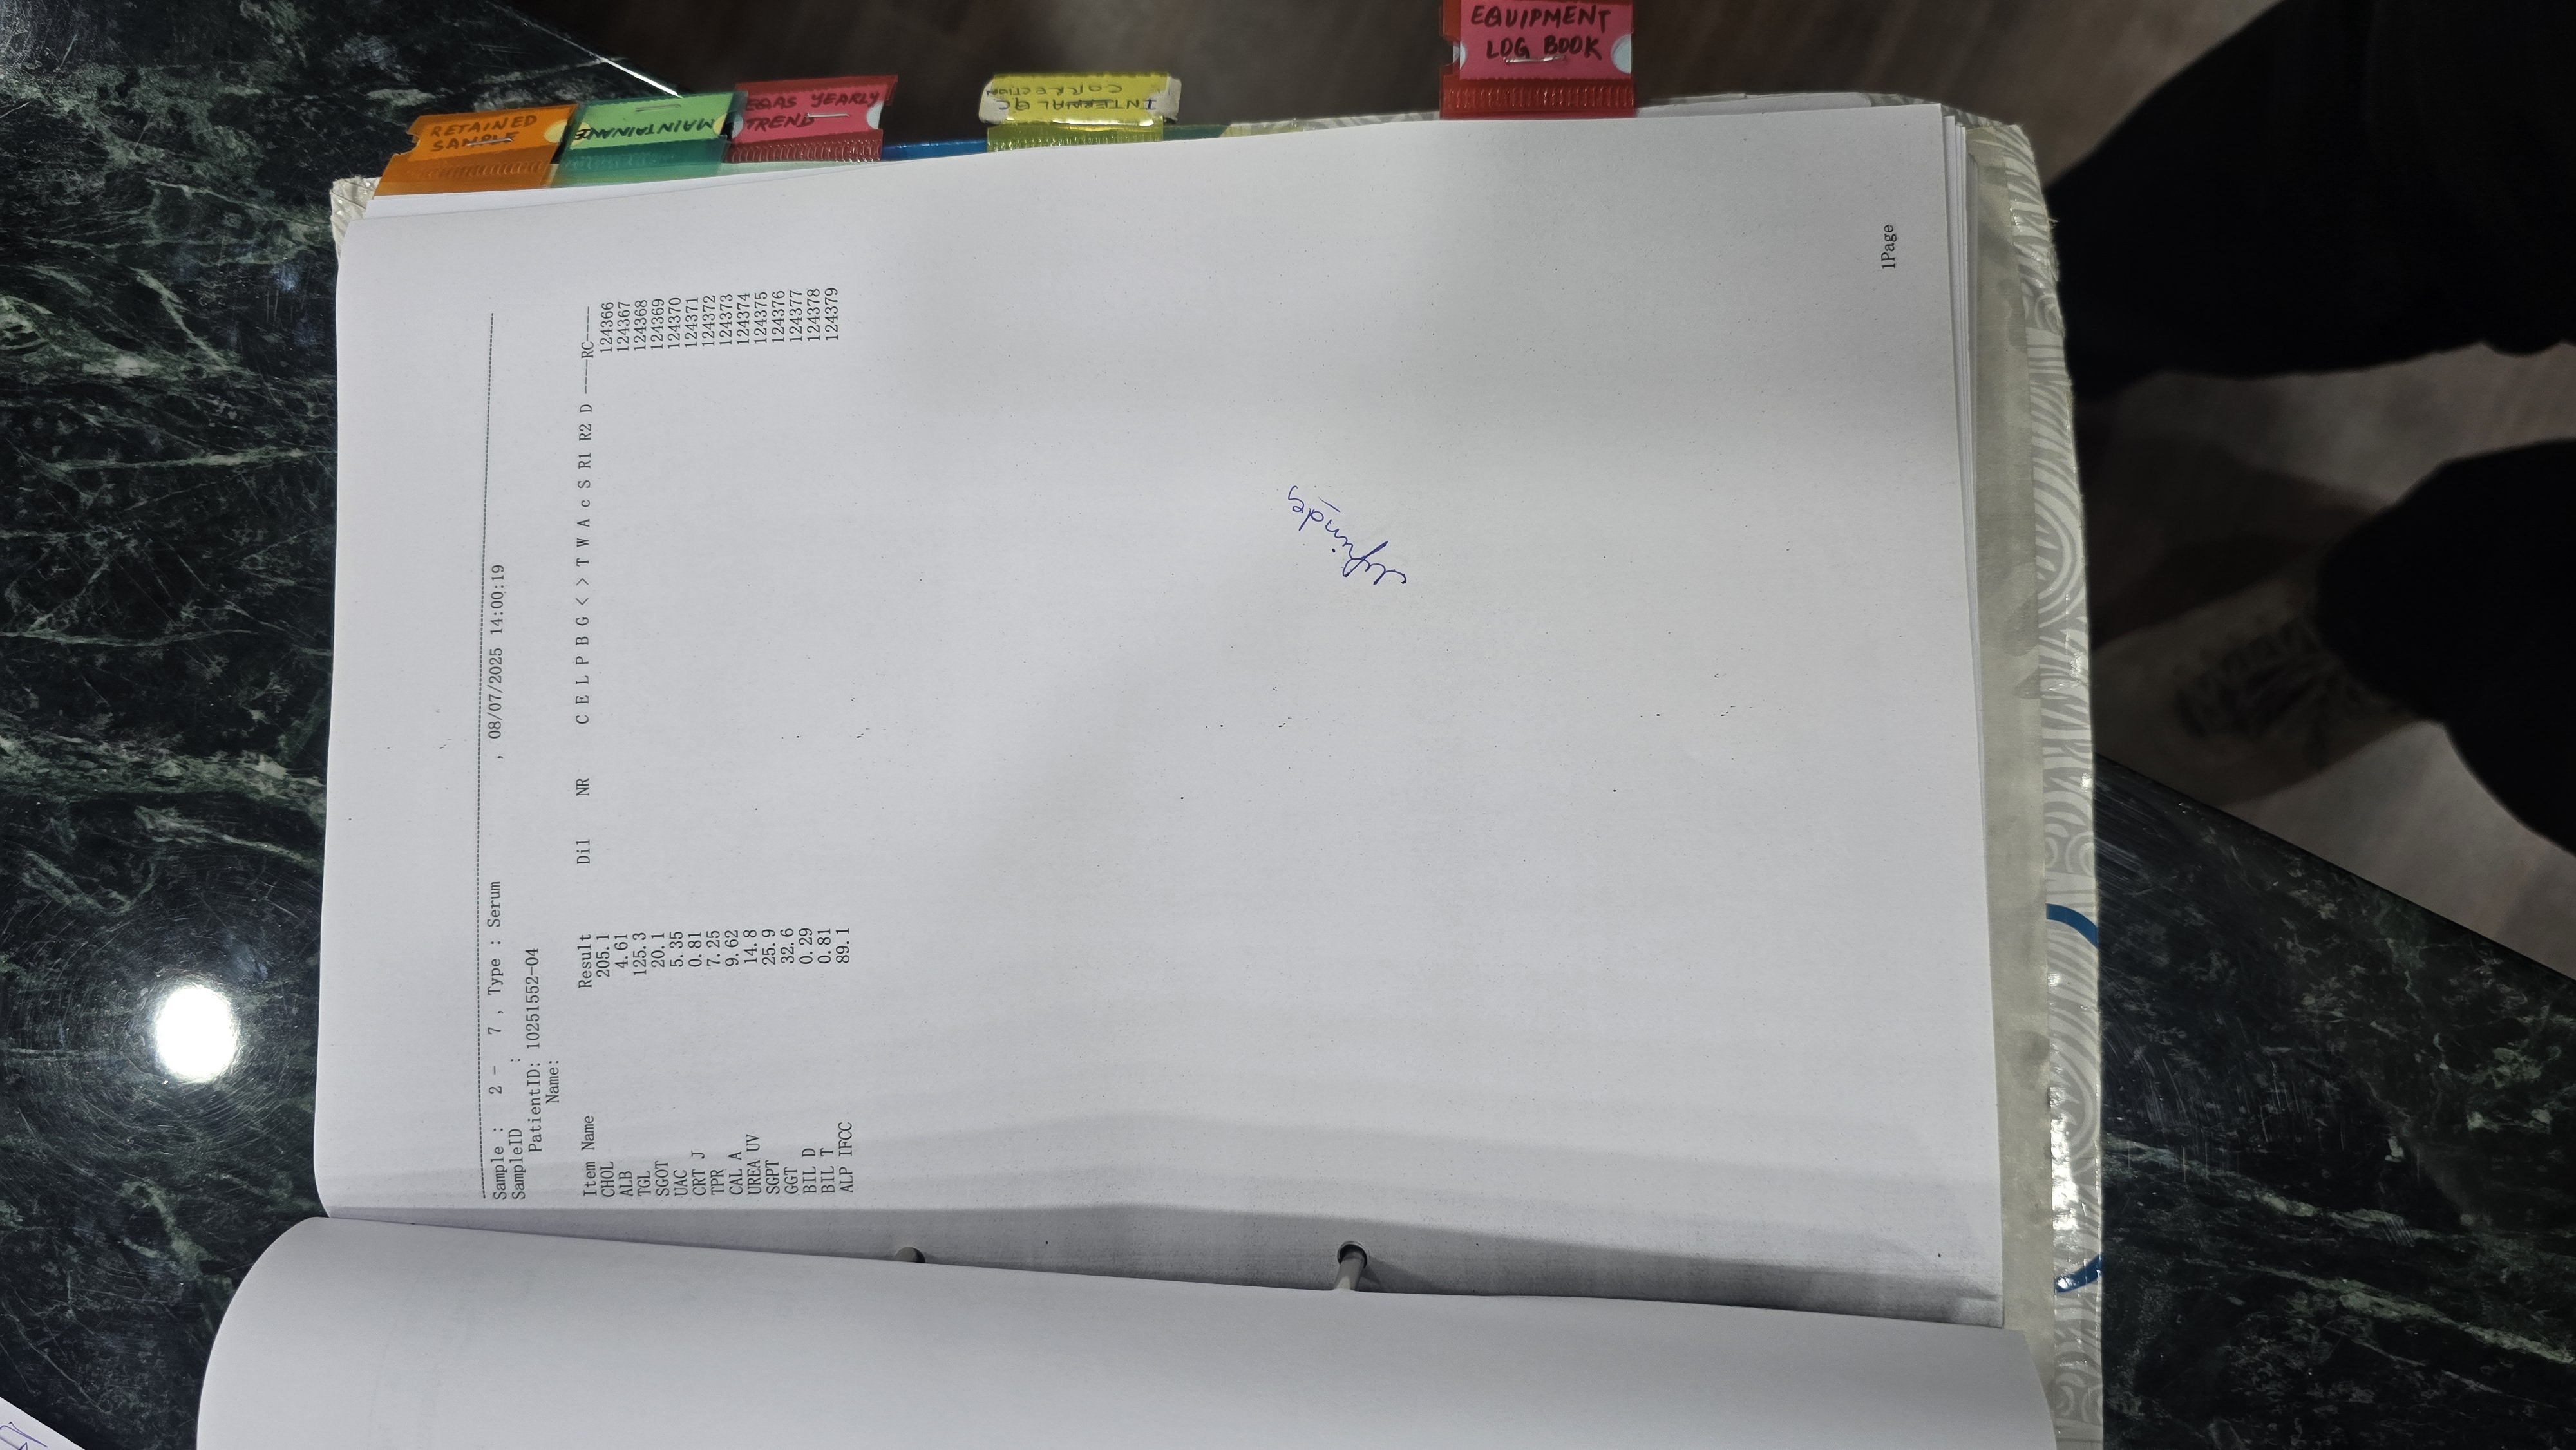 Sample :   2 -   7 , Type : Serum , 08/07/2025 14:00:19
SampleID :
PatientID: 10251552-04
Name:
Item Name Result Dil NR C E L P B G < > T W A c S R1 R2 D ----RC----
CHOL 205.1 124366
ALB 4.61 124367
TGL 125.3 124368
SGOT 20.1 124369
UAC 5.35 124370
CRT J 0.81 124371
TPR 7.25 124372
CAL A 9.62 124373
UREA UV 14.8 124374
SGPT 25.9 124375
GGT 32.6 124376
BIL D 0.29 124377
BIL T 0.81 124378
ALP IFCC 89.1 124379
1Page
RETAINED
SAMPLE
EQAS YEARLY
TREND
INTERNAL QC
CORRECTION
EQUIPMENT
LOG BOOK